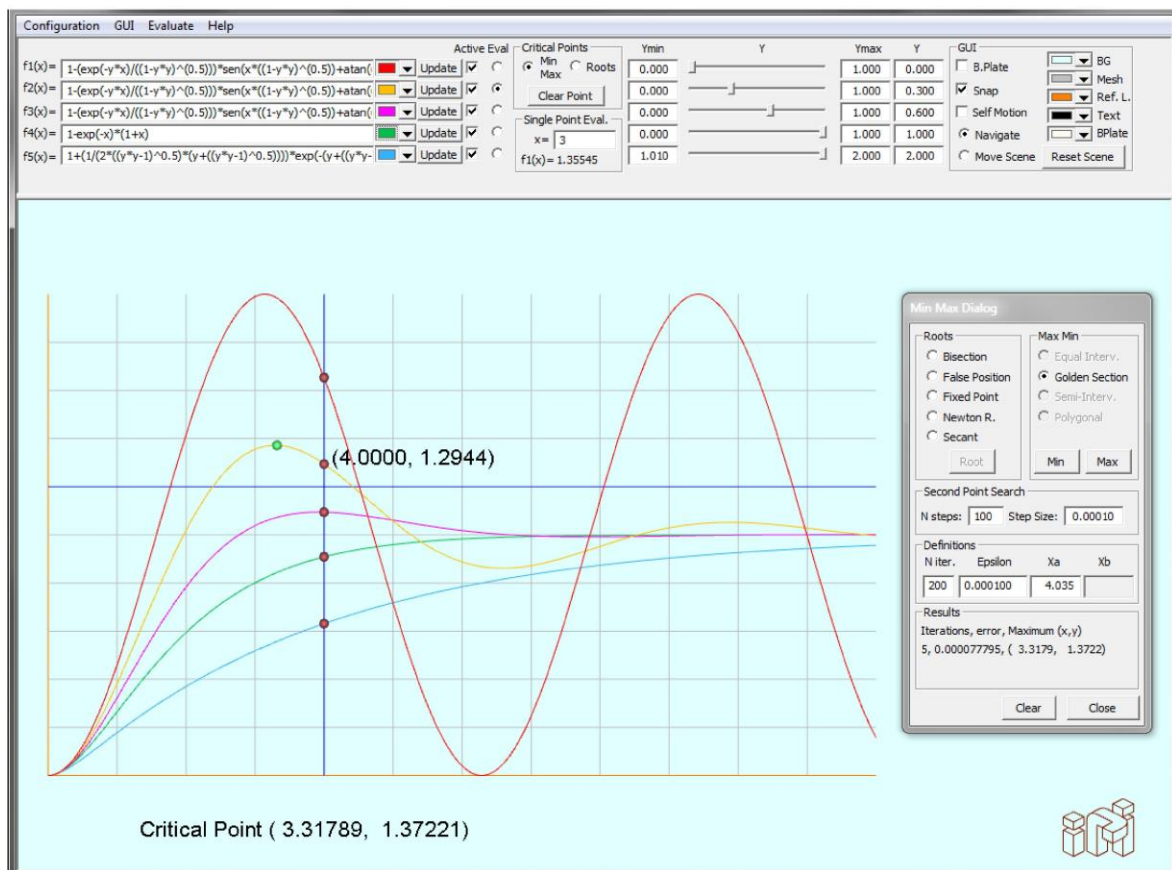 Configuration GUI Evaluate Help
Active Eval Critical Points Ymin Y Ymax Y GUI
f1(x)= 1-(exp(-y*x)/((1-y*y)^(0.5)))*sen(x*((1-y*y)^(0.5))+atan( Update Min Max Roots 0.000 1.000 0.000 B.Plate BG
f2(x)= 1-(exp(-y*x)/((1-y*y)^(0.5)))*sen(x*((1-y*y)^(0.5))+atan( Update Clear Point 0.000 1.000 0.300 Snap Mesh
Ref. L.
f3(x)= 1-(exp(-y*x)/((1-y*y)^(0.5)))*sen(x*((1-y*y)^(0.5))+atan( Update Single Point Eval. 0.000 1.000 0.600 Self Motion Text
f4(x)= 1-exp(-x)*(1+x) Update x= 3 0.000 1.000 1.000 Navigate BPlate
f5(x)= 1+(1/(2*((y*y-1)^0.5)*(y+((y*y-1)^0.5)))*exp(-(y+((y*y- Update f1(x)= 1.35545 1.010 2.000 2.000 Move Scene Reset Scene
(4.0000, 1.2944)
Critical Point ( 3.31789, 1.37221)
Min Max Dialog
Roots Max Min
Bisection Equal Interv.
False Position Golden Section
Fixed Point Semi-Interv.
Newton R. Polygonal
Secant
Root Min Max
Second Point Search
N steps: 100 Step Size: 0.00010
Definitions
N iter. Epsilon Xa Xb
200 0.000100 4.035
Results
Iterations, error, Maximum (x,y)
5, 0.000077795, ( 3.3179, 1.3722)
Clear Close